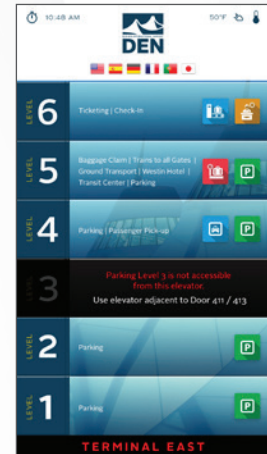 10:48 AM
50°F
DEN
LEVEL 6
Ticketing | Check-in
LEVEL 5
Baggage Claim | Trains to all Gates |
Ground Transport | Westin Hotel |
Transit Center | Parking
P
LEVEL 4
Parking | Passenger Pick-up
P
LEVEL 3
Parking Level 3 is not accessible
from this elevator.
Use elevator adjacent to Door 411 / 413
LEVEL 2
Parking
P
LEVEL 1
Parking
P
TERMINAL EAST